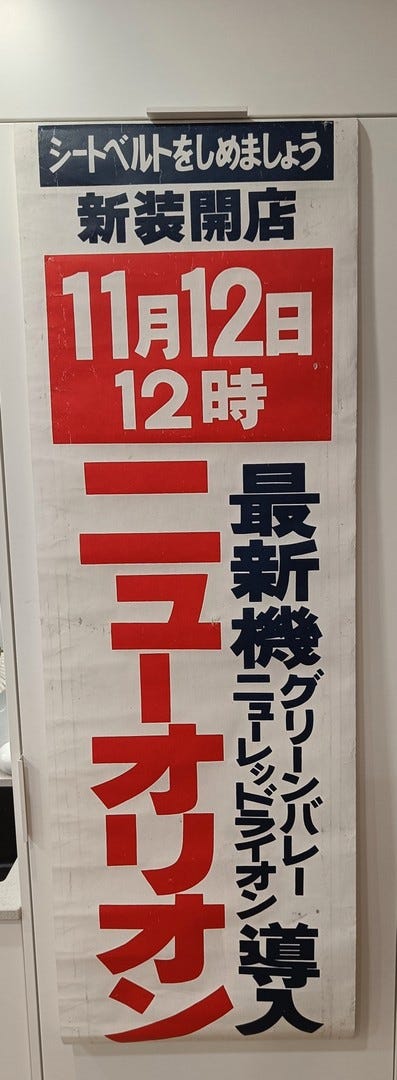 シートベルトをしめましょう
新装開店
11月12日
12時
最新機
グリーンバレー
ニューレッドライオン
導入
ニューオリオン